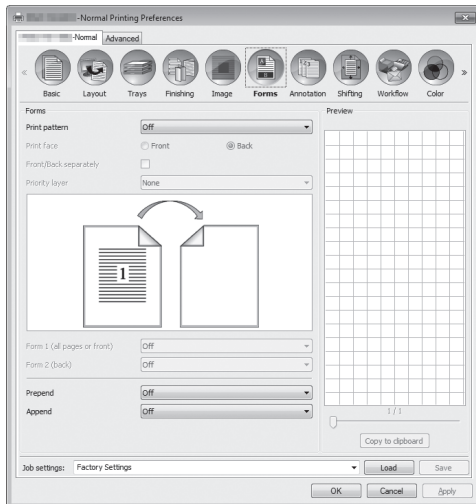 -Normal Printing Preferences
-Normal Advanced
« Basic Layout Trays Finishing Image Forms Annotation Shifting Workflow Color »
Forms
Preview
Print pattern Off
Print face Front Back
Front/Back separately
Priority layer None
1
Form 1 (all pages or front) Off
Form 2 (back) Off
Prepend Off
Append Off
1 / 1
Copy to clipboard
Job settings: Factory Settings Load Save
OK Cancel Apply